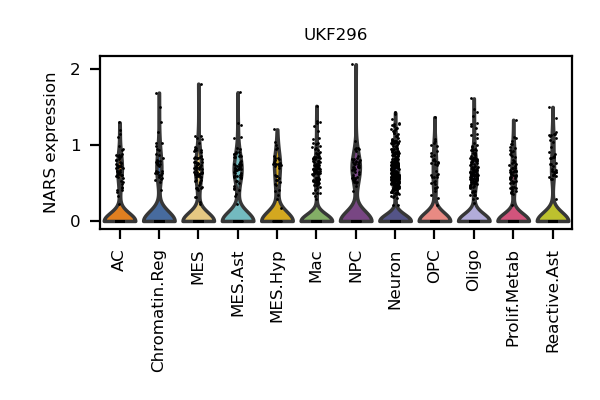 UKF296
NARS expression
2
1
0
AC
Chromatin.Reg
MES
MES.Ast
MES.Hyp
Mac
NPC
Neuron
OPC
Oligo
Prolif.Metab
Reactive.Ast